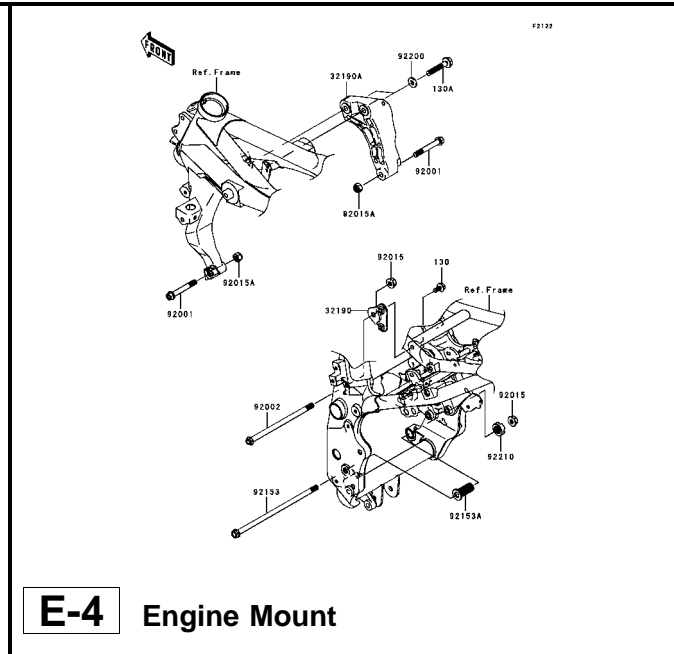 F2122
FRONT
92200
Ref.Frame
32190A
130A
92001
92015A
92015A
92001
92015
130
Ref.Frame
32190
92002
92015
92210
92153
92153A
E-4 Engine Mount